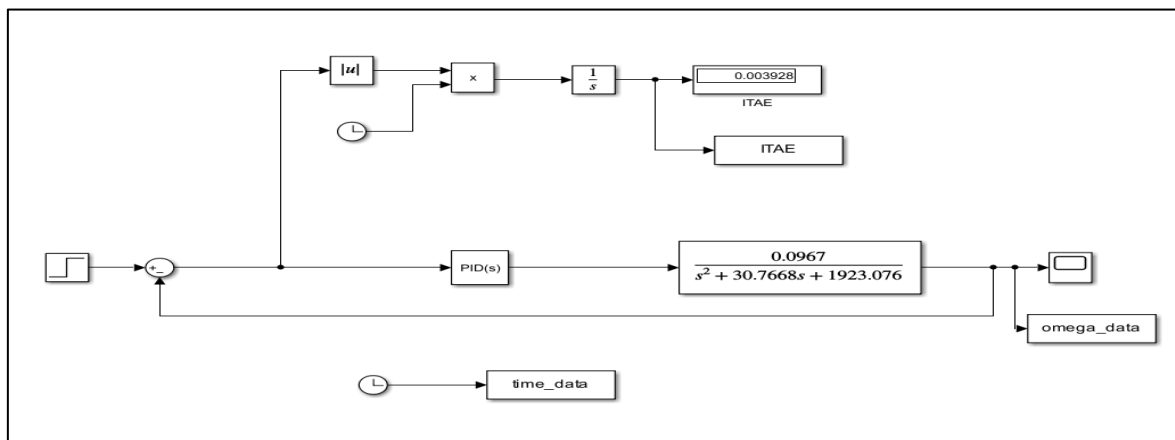 |u|
×
1
s
0.003928
ITAE
ITAE
+
−
PID(s)
0.0967
s² + 30.7668s + 1923.076
omega_data
time_data